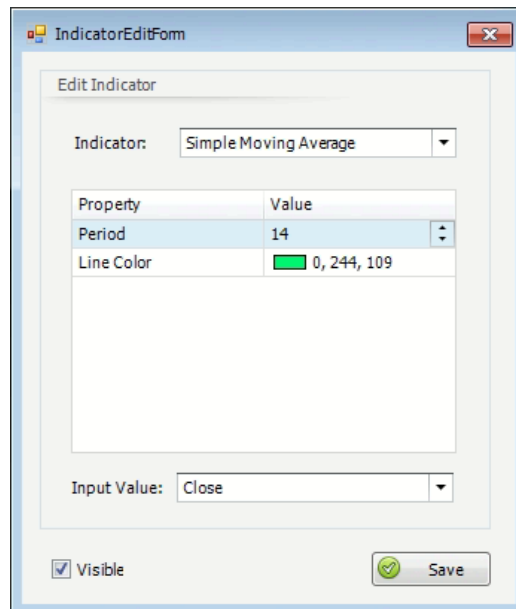 IndicatorEditForm
Edit Indicator
Indicator: Simple Moving Average
Property Value
Period 14
Line Color 0, 244, 109
Input Value: Close
Visible Save